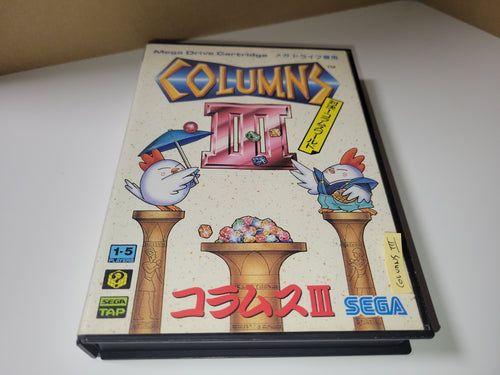 Mega Drive Cartridge メガドライブ専用
COLUMNS TM
III
対決!コラムスワールド
1-5
PLAYERS
?
SEGA
TAP
コラムスIII
SEGA
COLUMNS III